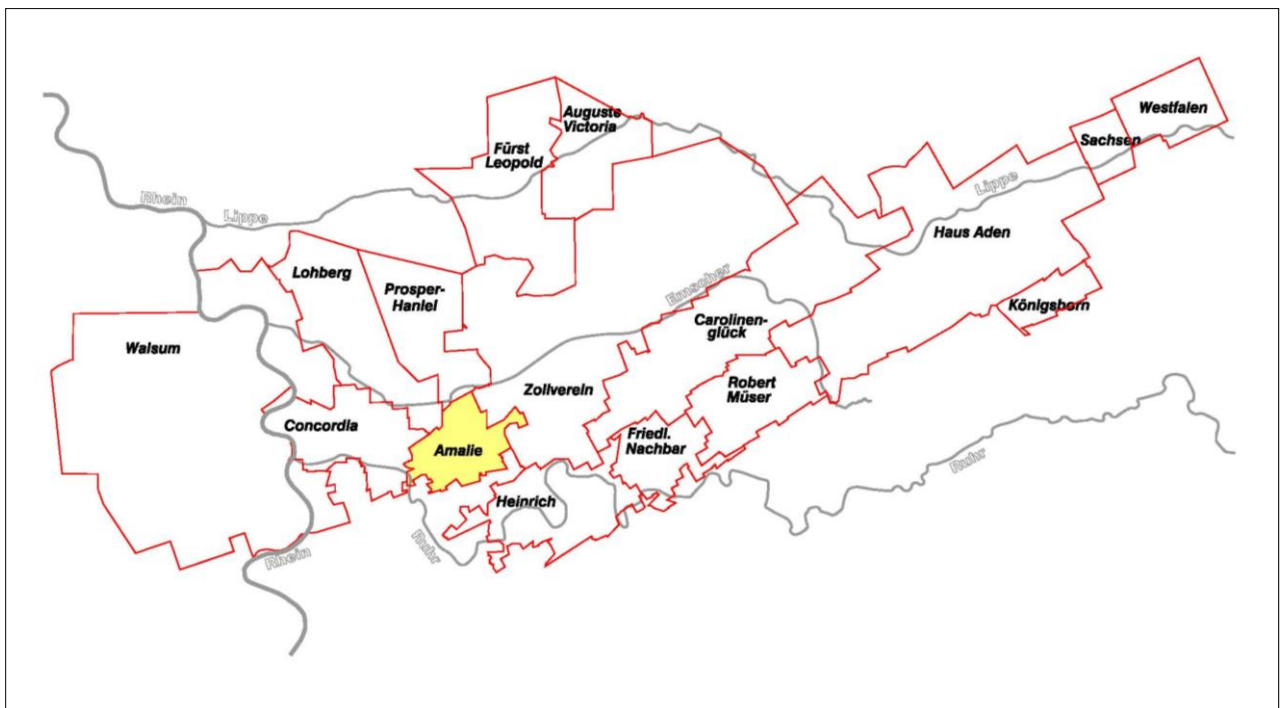 Auguste
Victoria
Westfalen
Sachsen
Fürst
Leopold
Rhein
Lippe
Lippe
Haus Aden
Lohberg
Prosper-
Hanlel
Emscher
Königsborn
Carolinen-
glück
Walsum
Zollverein
Robert
Müser
Concordia
Friedl.
Nachbar
Amalie
Ruhr
Heinrich
Ruhr
Rhein